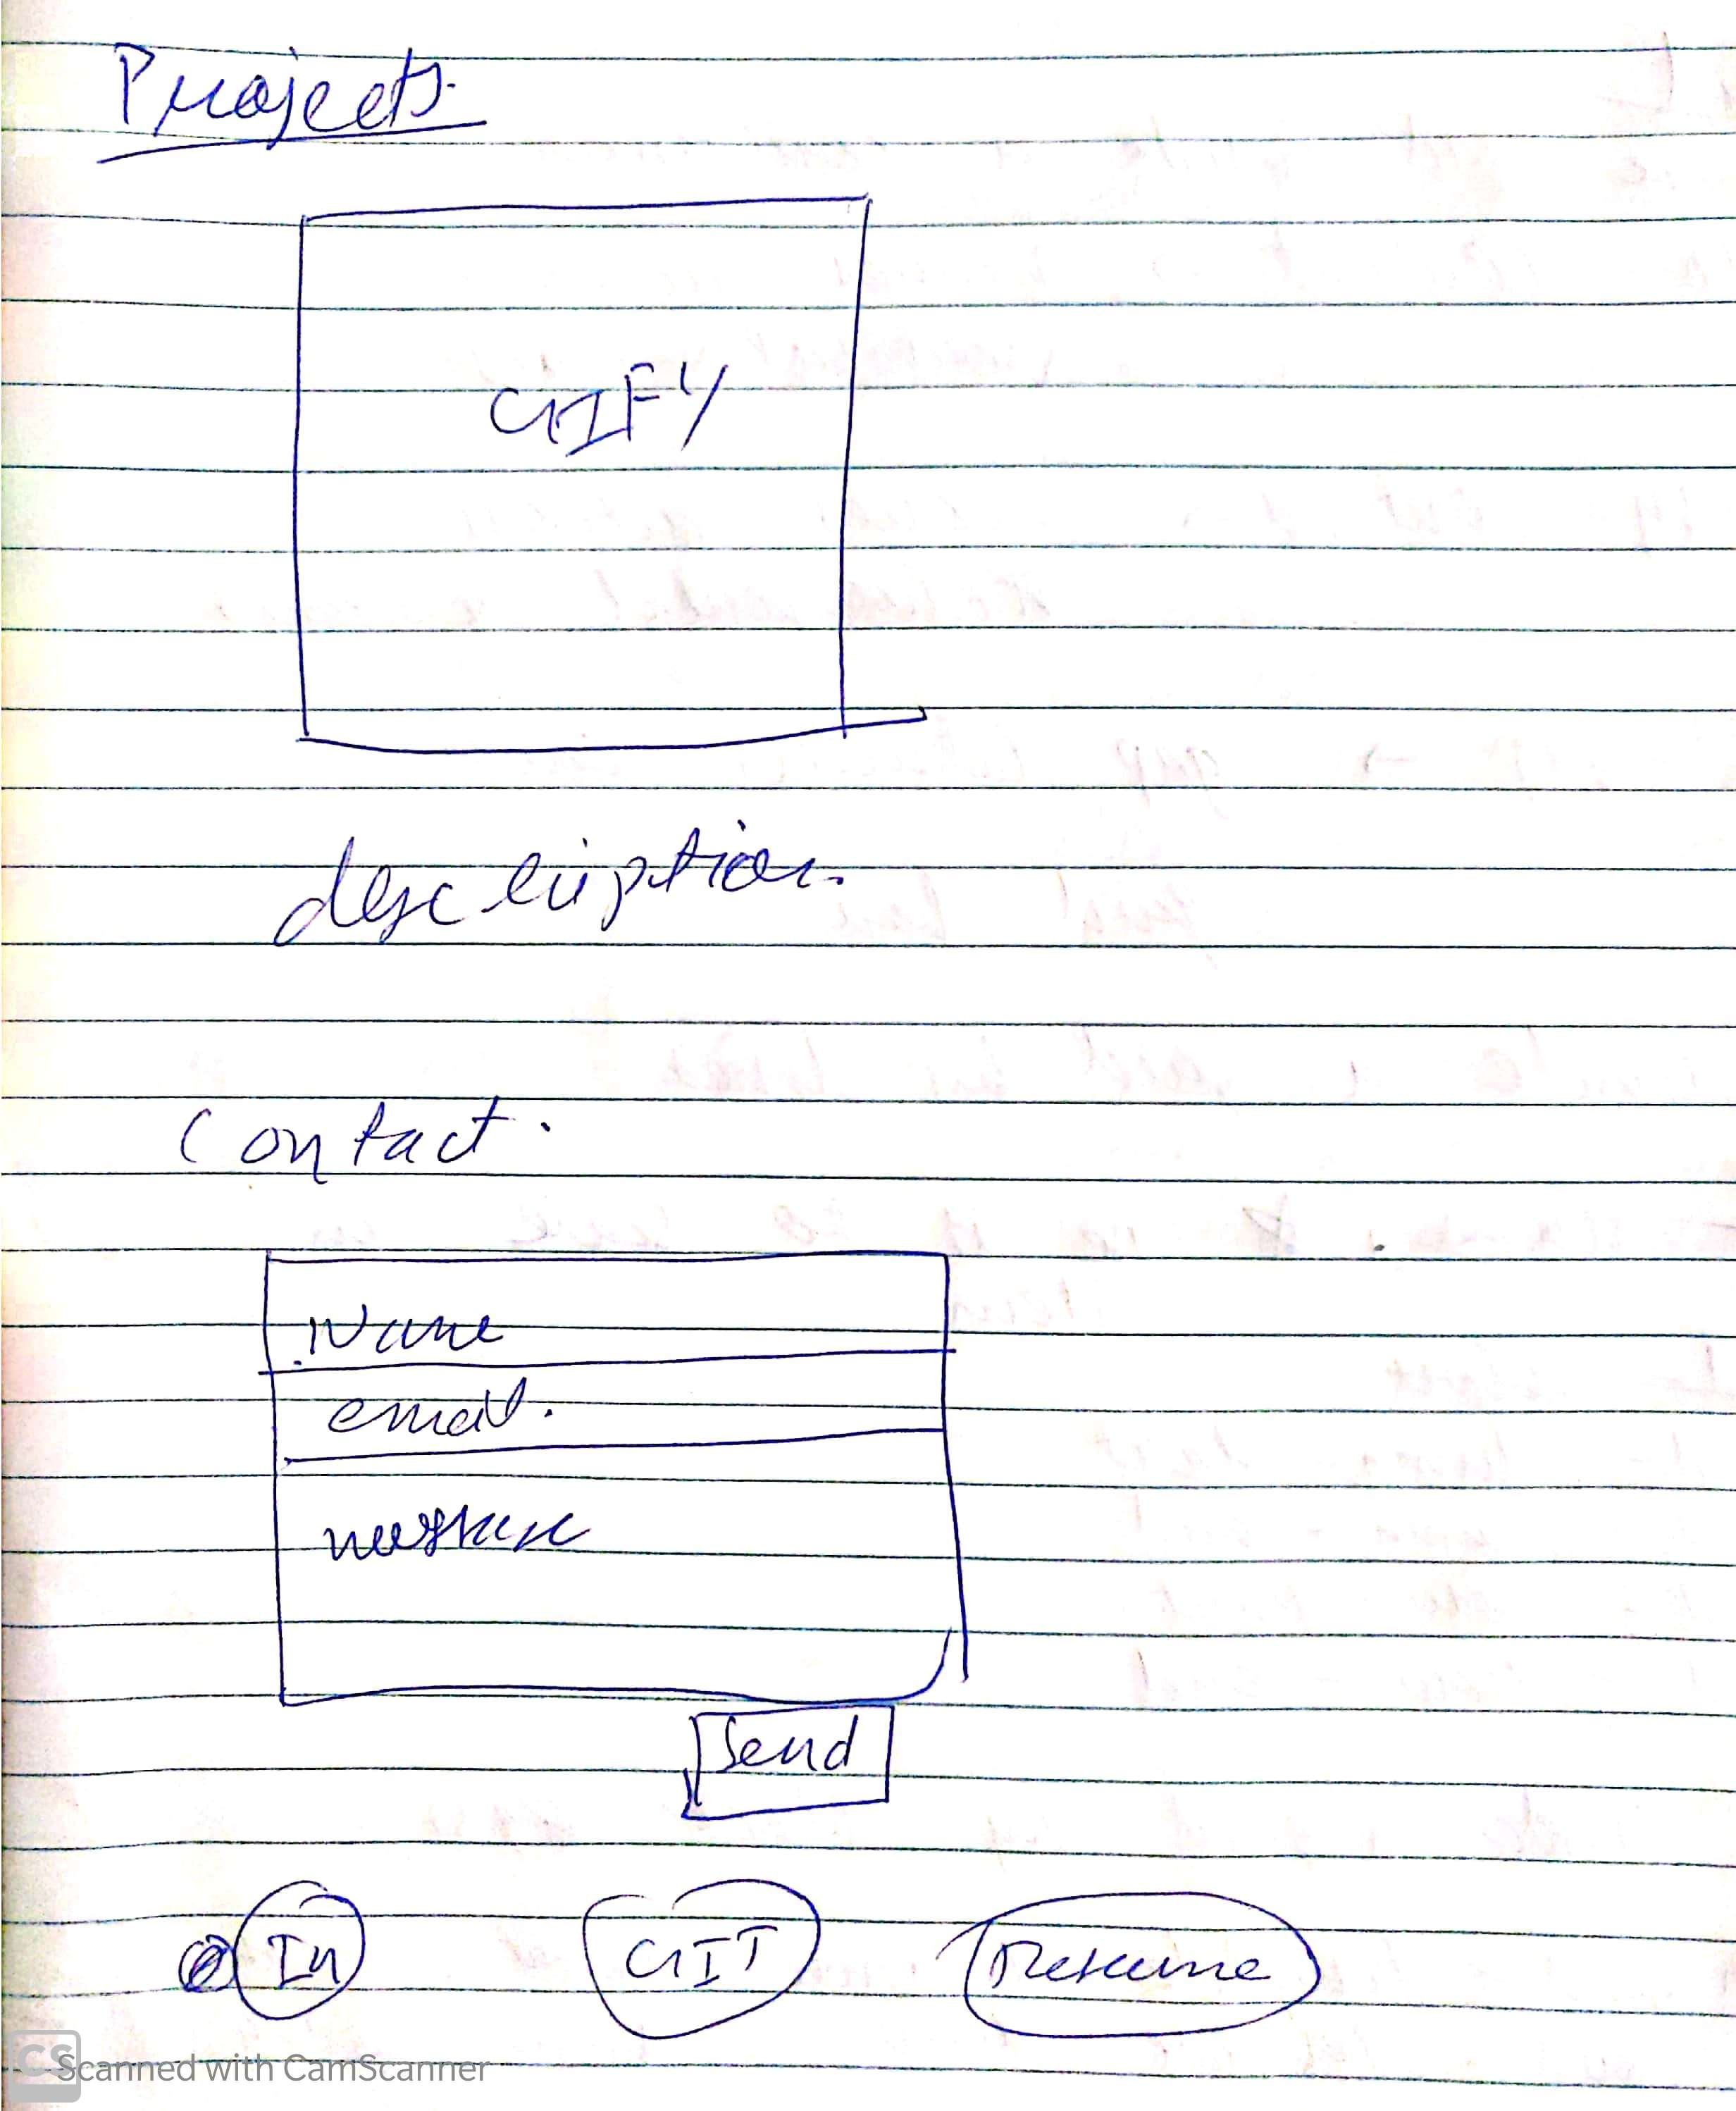 Projects.
GIFY
description.
Contact.
Name
email.
message
Send
In GIT Resume
CS Scanned with CamScanner